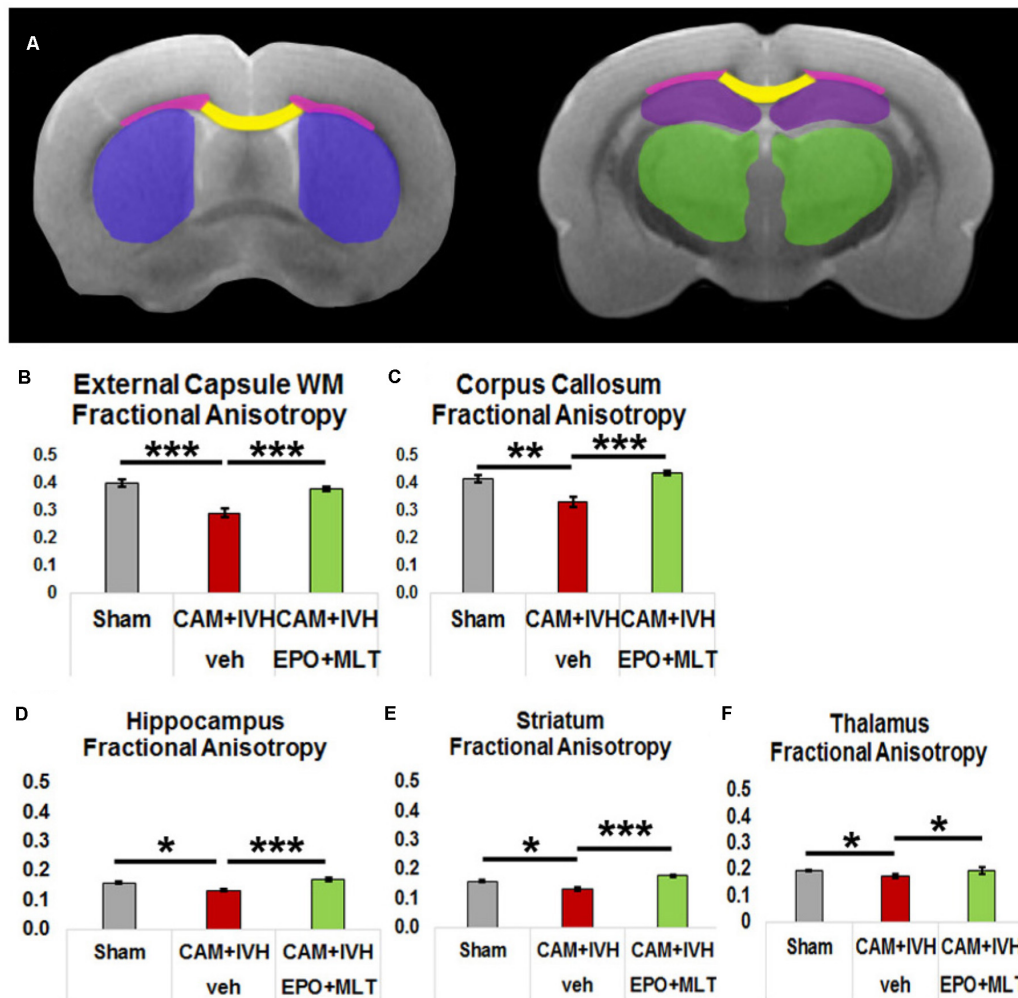 A
B
External Capsule WM
Fractional Anisotropy
0.5
0.4
0.3
0.2
0.1
0
*** ***
Sham CAM+IVH CAM+IVH
veh EPO+MLT
C
Corpus Callosum
Fractional Anisotropy
0.5
0.4
0.3
0.2
0.1
0.0
** ***
Sham CAM+IVH CAM+IVH
veh EPO+MLT
D
Hippocampus
Fractional Anisotropy
0.5
0.4
0.3
0.2
0.1
0.0
* ***
Sham CAM+IVH CAM+IVH
veh EPO+MLT
E
Striatum
Fractional Anisotropy
0.5
0.4
0.3
0.2
0.1
0.0
* ***
Sham CAM+IVH CAM+IVH
veh EPO+MLT
F
Thalamus
Fractional Anisotropy
0.5
0.4
0.3
0.2
0.1
0
* *
Sham CAM+IVH CAM+IVH
veh EPO+MLT